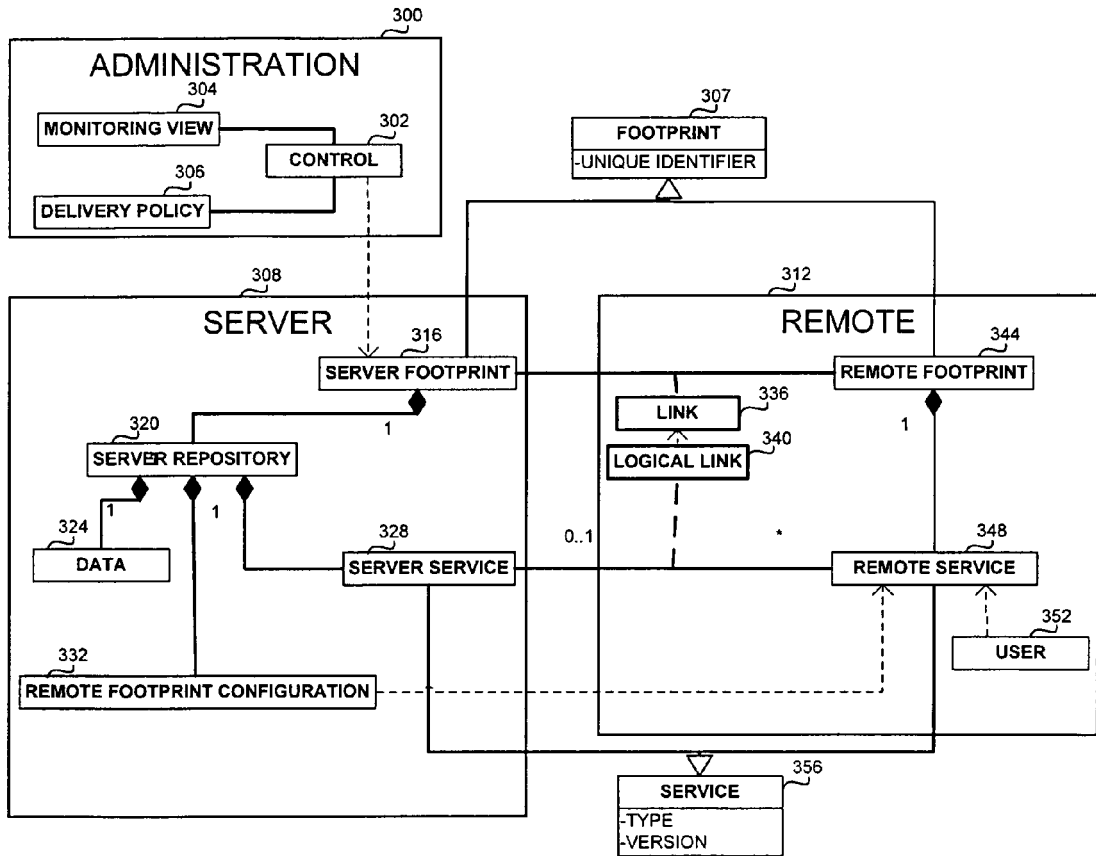 300
ADMINISTRATION
304
MONITORING VIEW
302
CONTROL
306
DELIVERY POLICY
307
FOOTPRINT
-UNIQUE IDENTIFIER
308
SERVER
316
SERVER FOOTPRINT
1
320
SERVER REPOSITORY
1
1
324
DATA
328
SERVER SERVICE
332
REMOTE FOOTPRINT CONFIGURATION
312
REMOTE
344
REMOTE FOOTPRINT
LINK
336
1
LOGICAL LINK
340
0..1
*
348
REMOTE SERVICE
352
USER
356
SERVICE
-TYPE
-VERSION